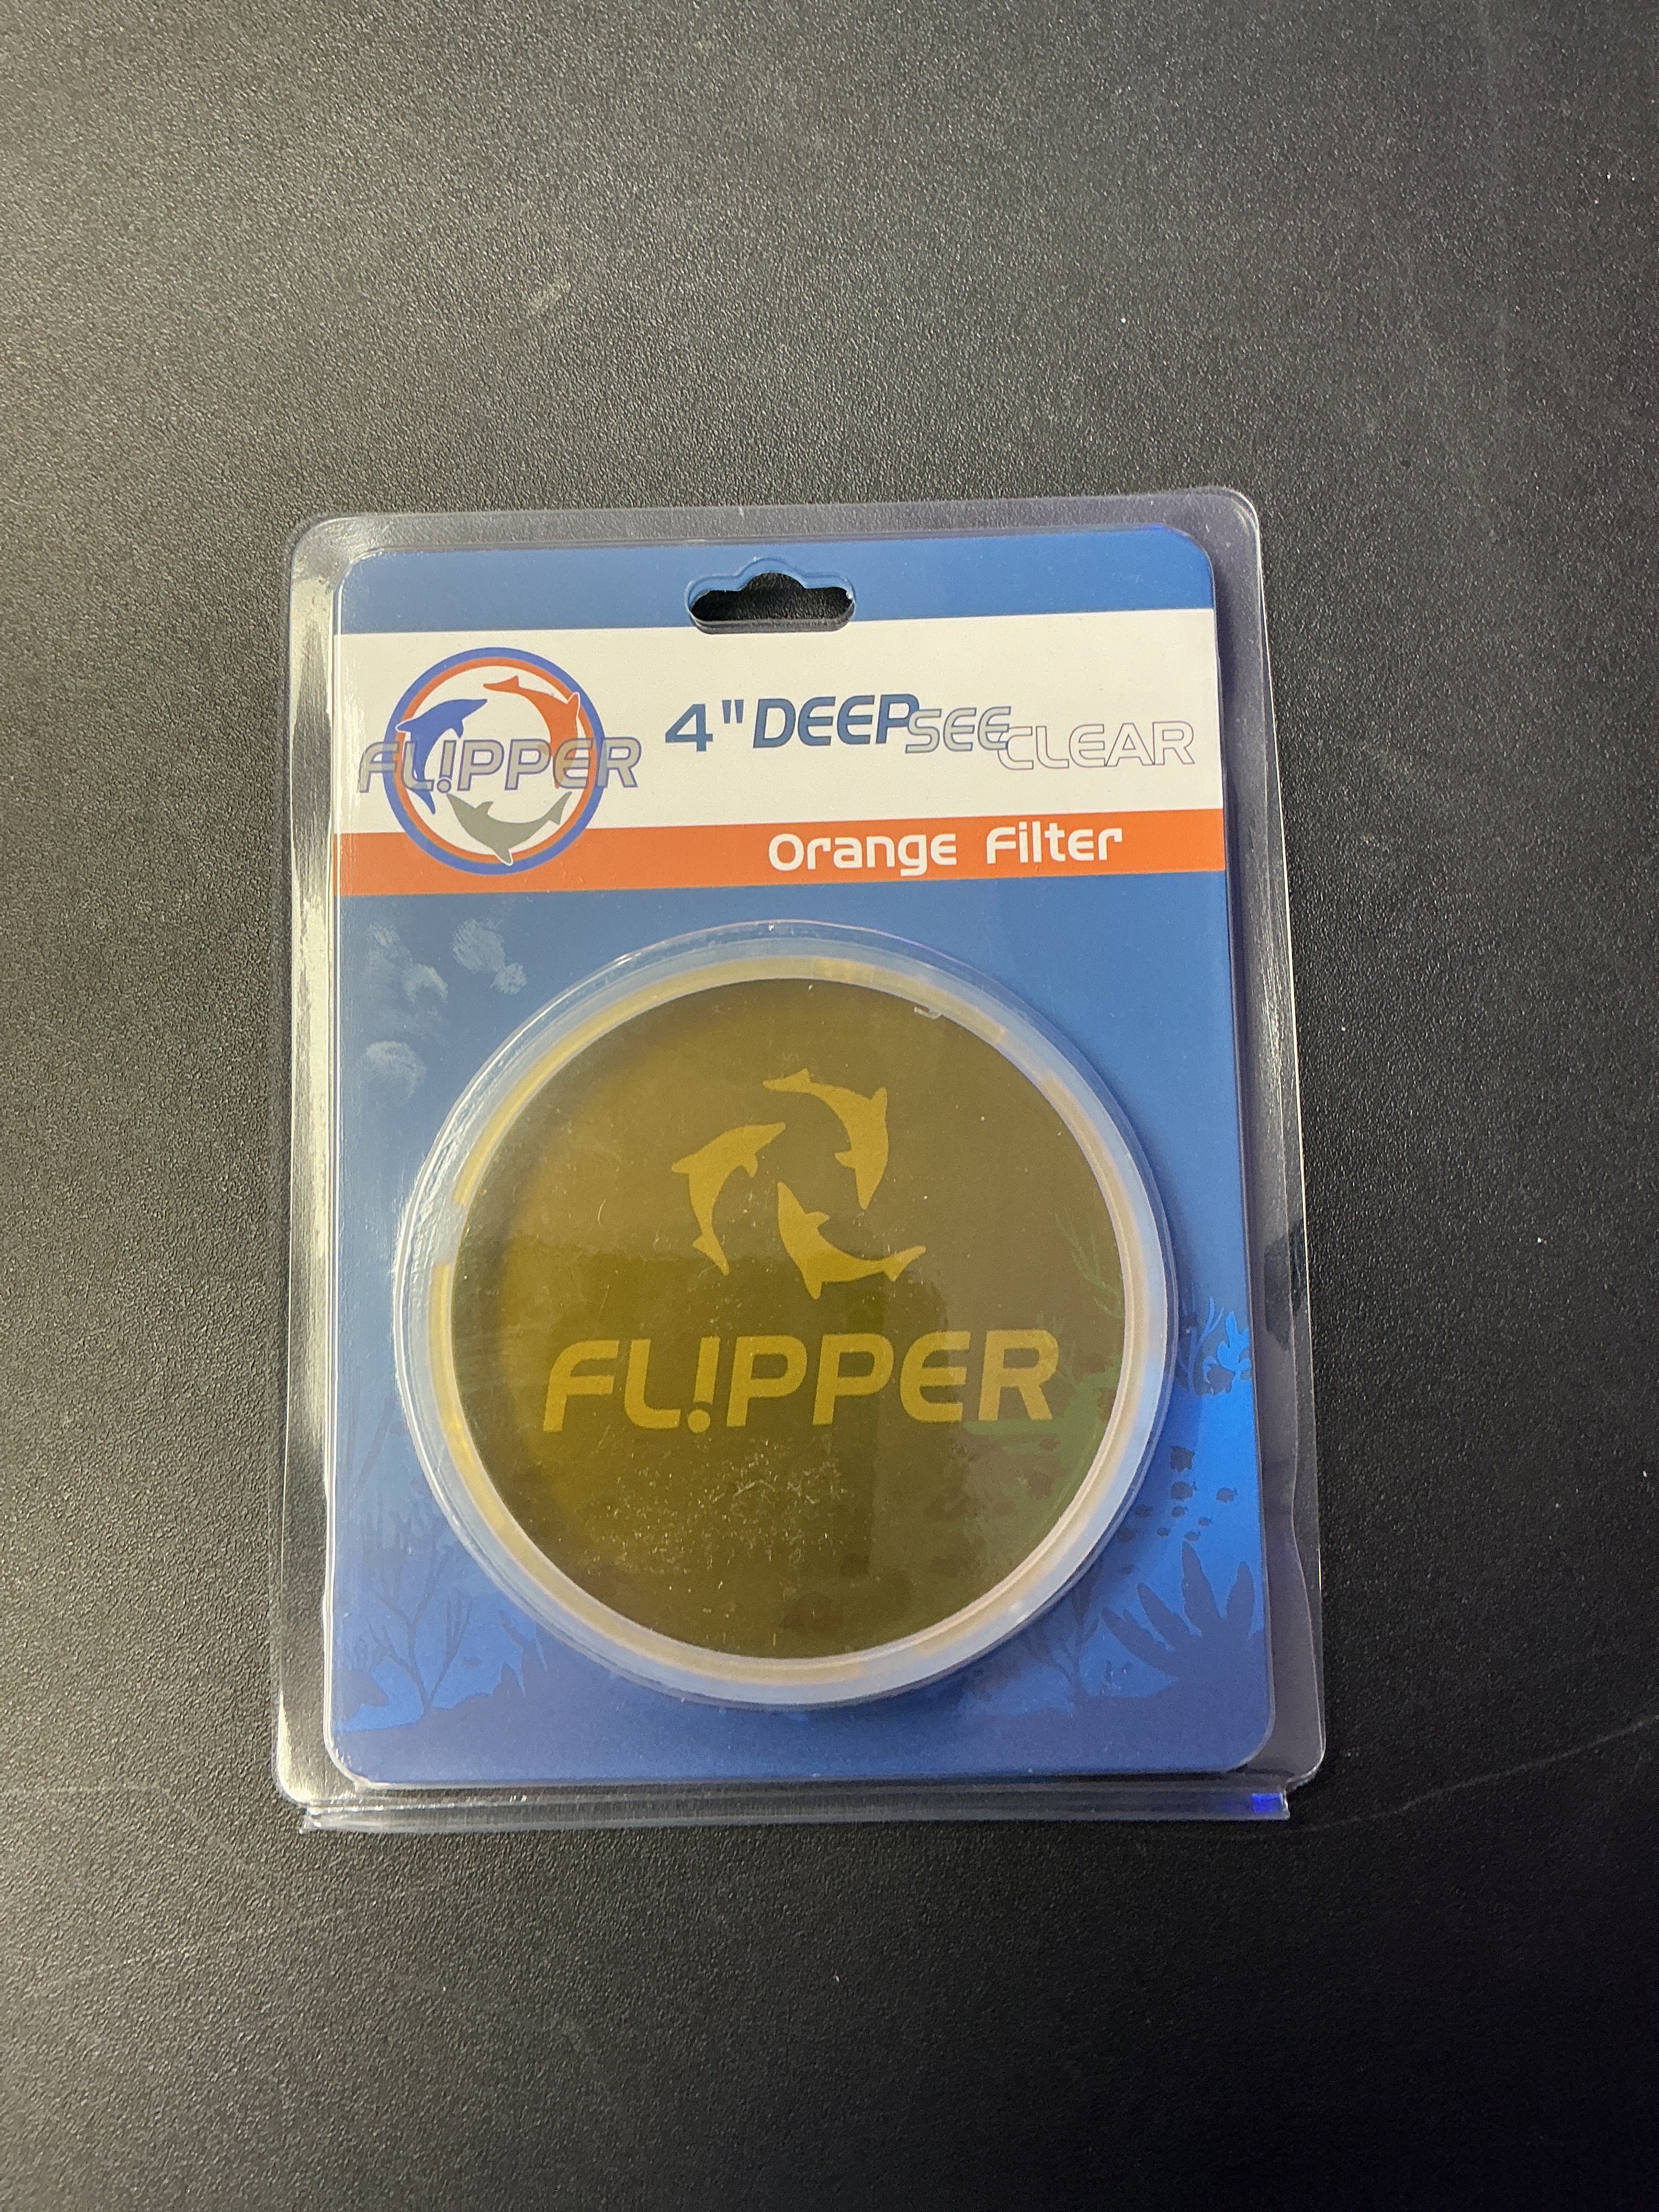 FL!PPER
4" DEEPSEECLEAR
Orange Filter
FL!PPER